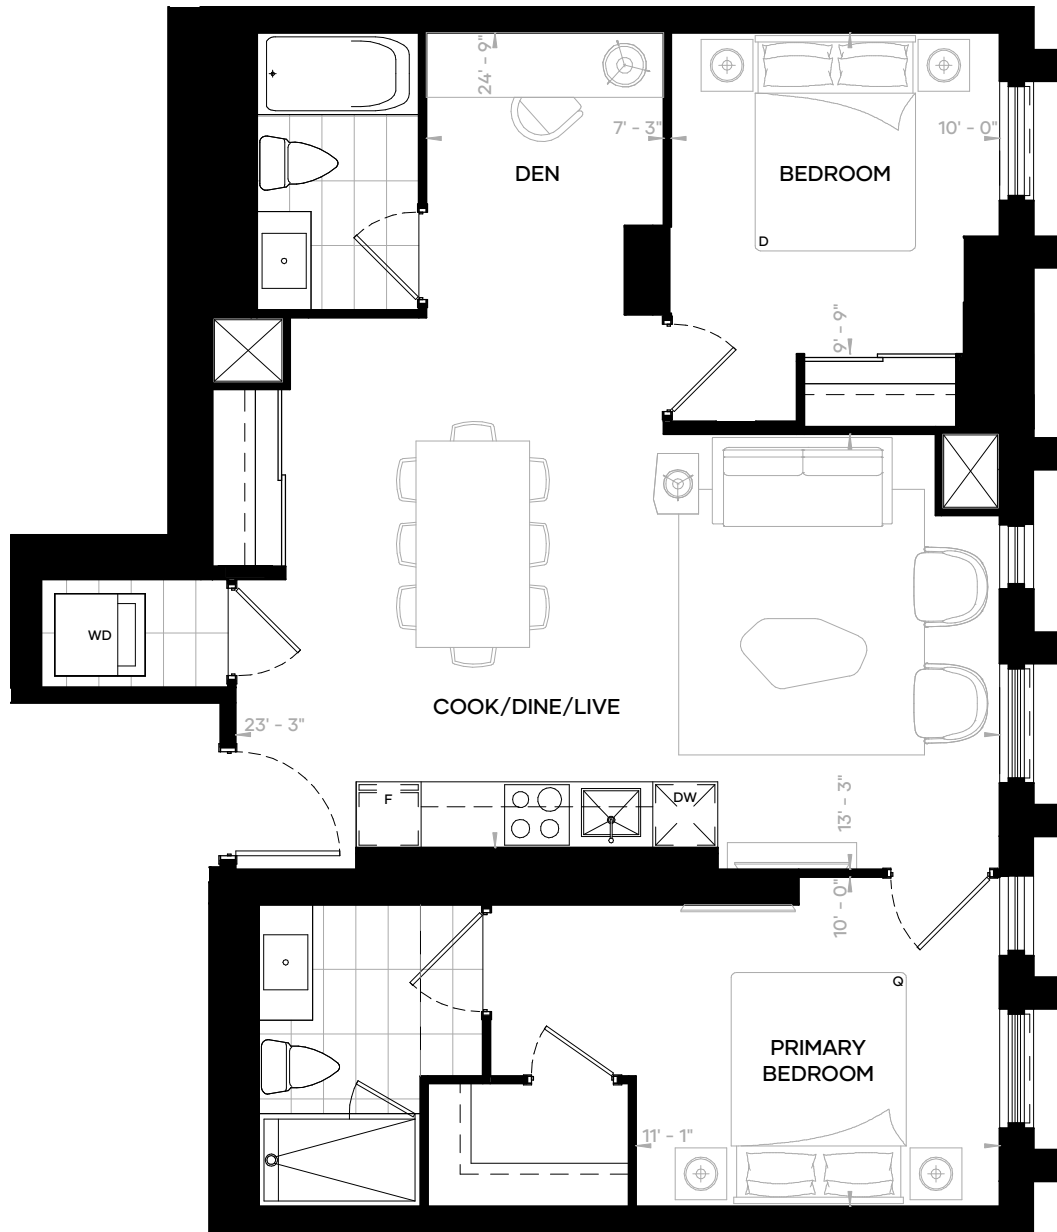 24' - 9"
7' - 3"
10' - 0"
DEN
BEDROOM
D
9' - 9"
WD
COOK/DINE/LIVE
23' - 3"
F
DW
13' - 3"
10' - 0"
Q
PRIMARY
BEDROOM
11' - 1"